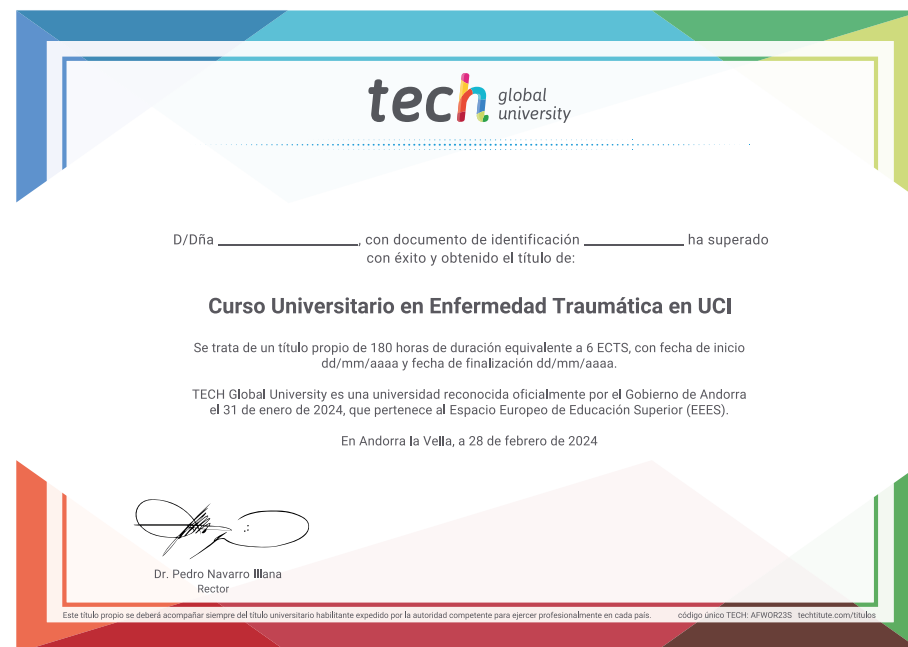 tech global university
D/Dña ____________, con documento de identificación ____________ ha superado
con éxito y obtenido el título de:
Curso Universitario en Enfermedad Traumática en UCI
Se trata de un título propio de 180 horas de duración equivalente a 6 ECTS, con fecha de inicio
dd/mm/aaaa y fecha de finalización dd/mm/aaaa.
TECH Global University es una universidad reconocida oficialmente por el Gobierno de Andorra
el 31 de enero de 2024, que pertenece al Espacio Europeo de Educación Superior (EEES).
En Andorra la Vella, a 28 de febrero de 2024
Dr. Pedro Navarro Illana
Rector
Este título propio se deberá acompañar siempre del título universitario habilitante expedido por la autoridad competente para ejercer profesionalmente en cada país. código único TECH: AFWOR23S techtitute.com/titulos